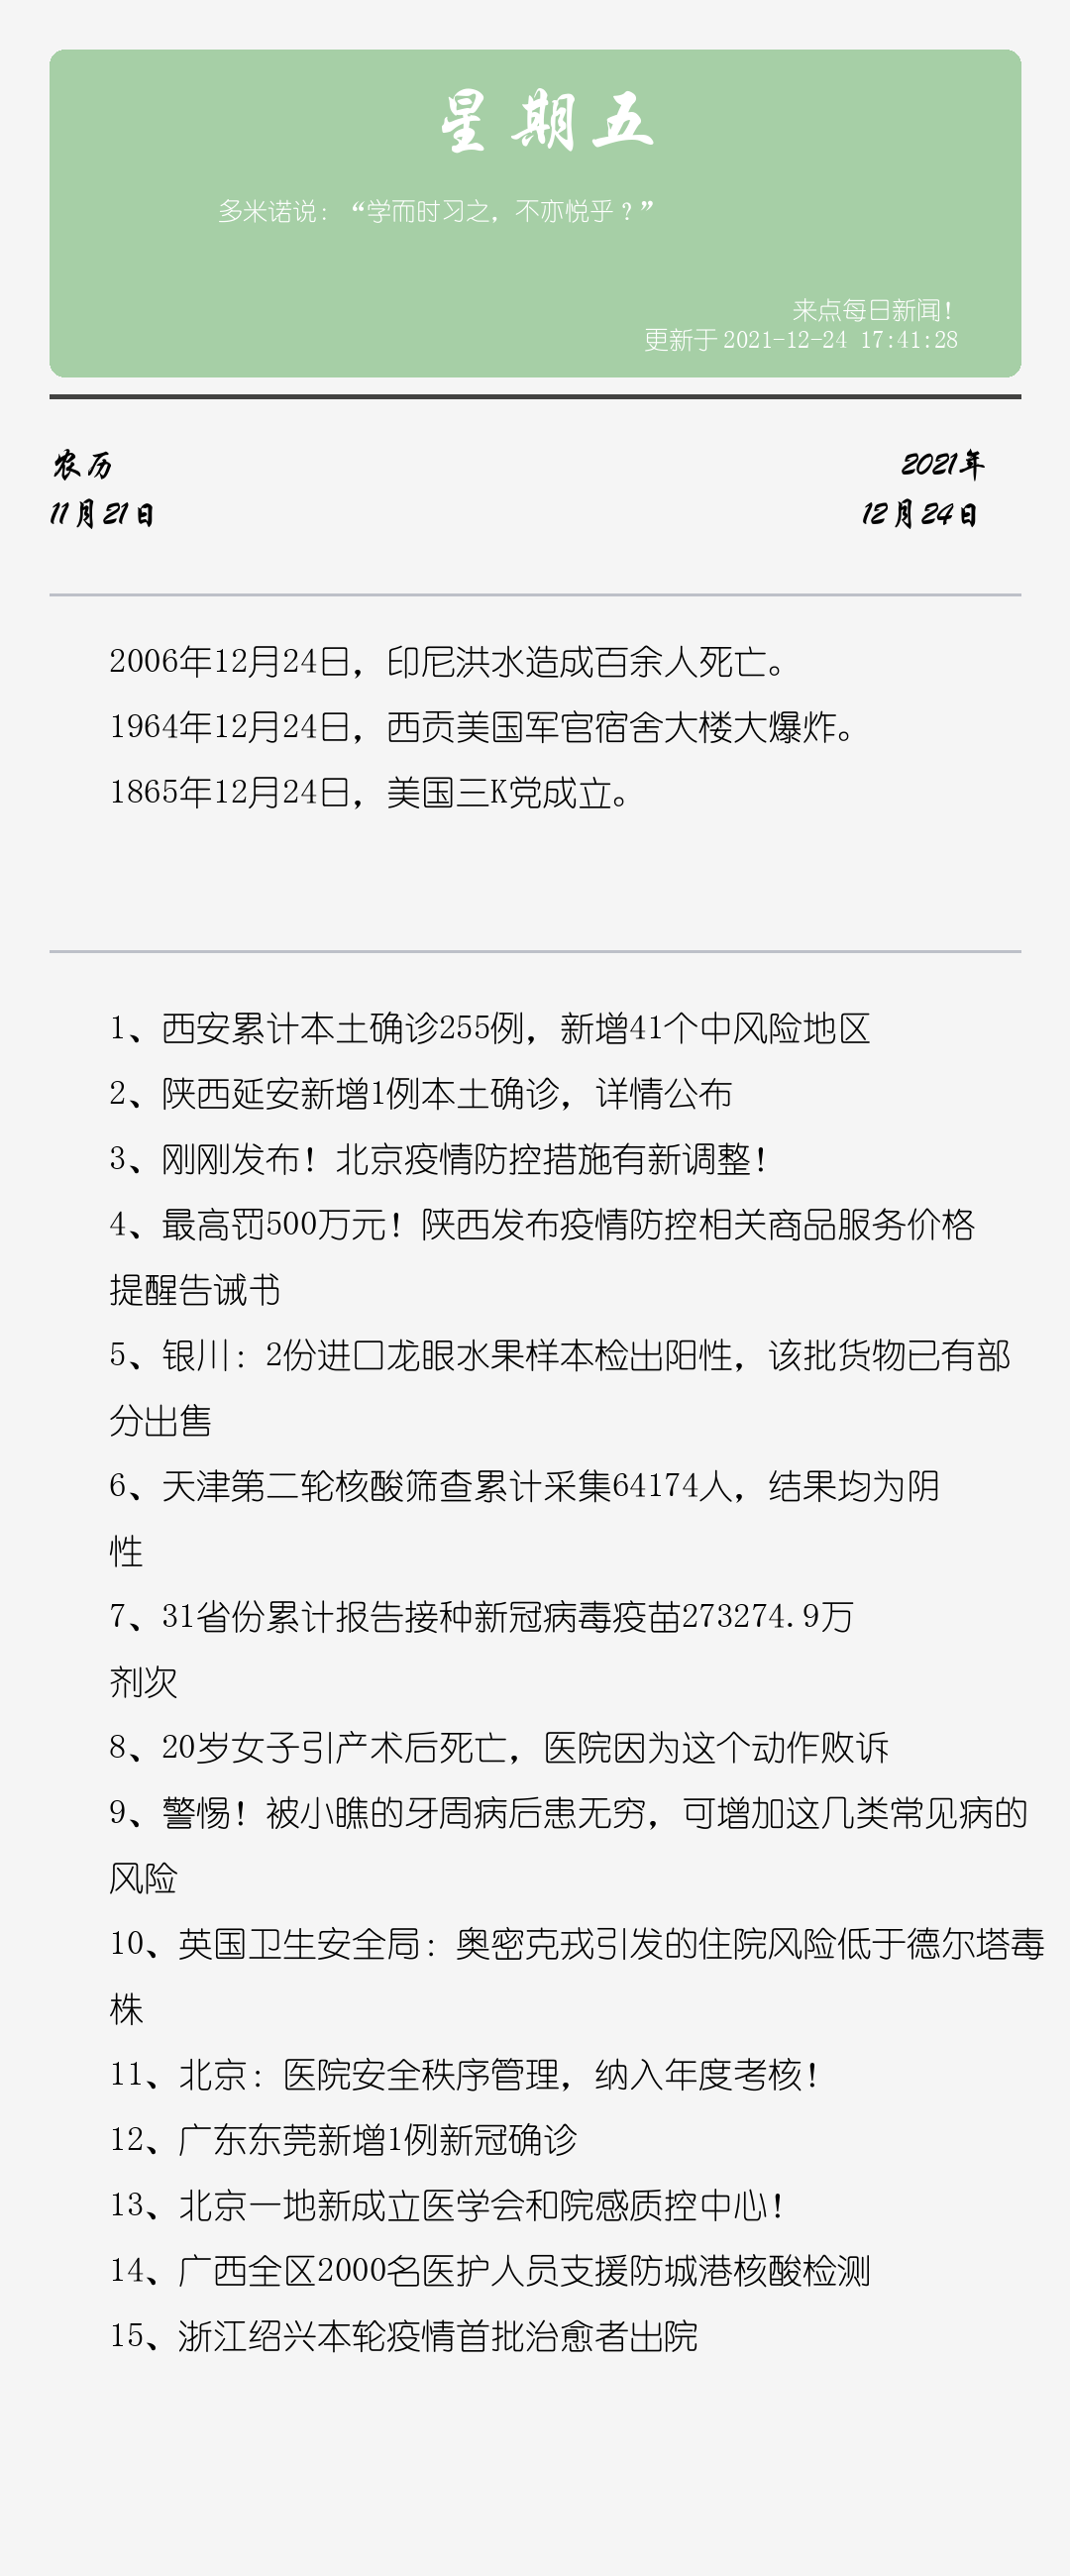 星期五
多米诺说：“学而时习之，不亦悦乎？”
来点每日新闻！
更新于 2021-12-24 17:41:28
农历
2021年
11月21日
12月24日
2006年12月24日，印尼洪水造成百余人死亡。
1964年12月24日，西贡美国军官宿舍大楼大爆炸。
1865年12月24日，美国三K党成立。
1、西安累计本土确诊255例，新增41个中风险地区
2、陕西延安新增1例本土确诊，详情公布
3、刚刚发布！北京疫情防控措施有新调整！
4、最高罚500万元！陕西发布疫情防控相关商品服务价格
提醒告诫书
5、银川：2份进口龙眼水果样本检出阳性，该批货物已有部
分出售
6、天津第二轮核酸筛查累计采集64174人，结果均为阴
性
7、31省份累计报告接种新冠病毒疫苗273274.9万
剂次
8、20岁女子引产术后死亡，医院因为这个动作败诉
9、警惕！被小瞧的牙周病后患无穷，可增加这几类常见病的
风险
10、英国卫生安全局：奥密克戎引发的住院风险低于德尔塔毒
株
11、北京：医院安全秩序管理，纳入年度考核！
12、广东东莞新增1例新冠确诊
13、北京一地新成立医学会和院感质控中心！
14、广西全区2000名医护人员支援防城港核酸检测
15、浙江绍兴本轮疫情首批治愈者出院